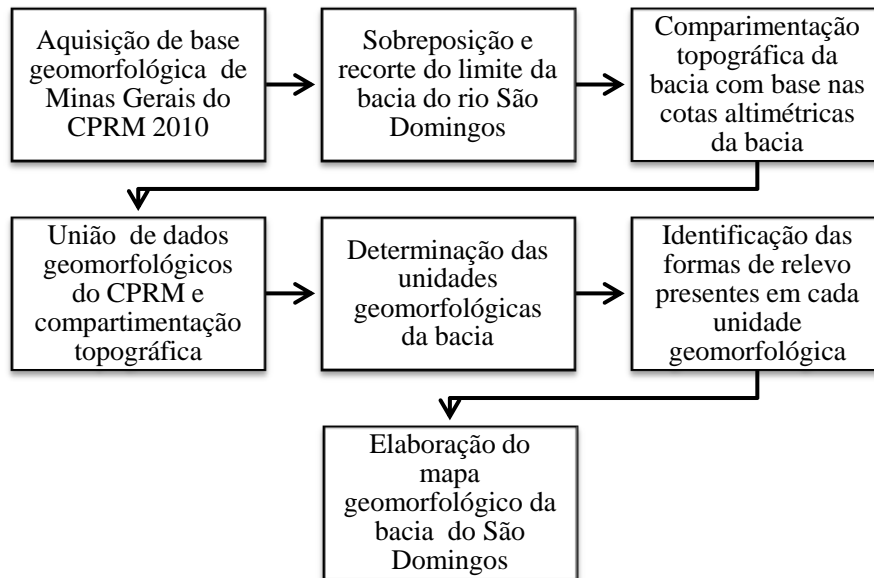 Aquisição de base
geomorfológica de
Minas Gerais do
CPRM 2010
Sobreposição e
recorte do limite da
bacia do rio São
Domingos
Comparimentação
topográfica da
bacia com base nas
cotas altimétricas
da bacia
União de dados
geomorfológicos
do CPRM e
compartimentação
topográfica
Determinação das
unidades
geomorfológicas
da bacia
Identificação das
formas de relevo
presentes em cada
unidade
geomorfológica
Elaboração do
mapa
geomorfológico da
bacia do São
Domingos